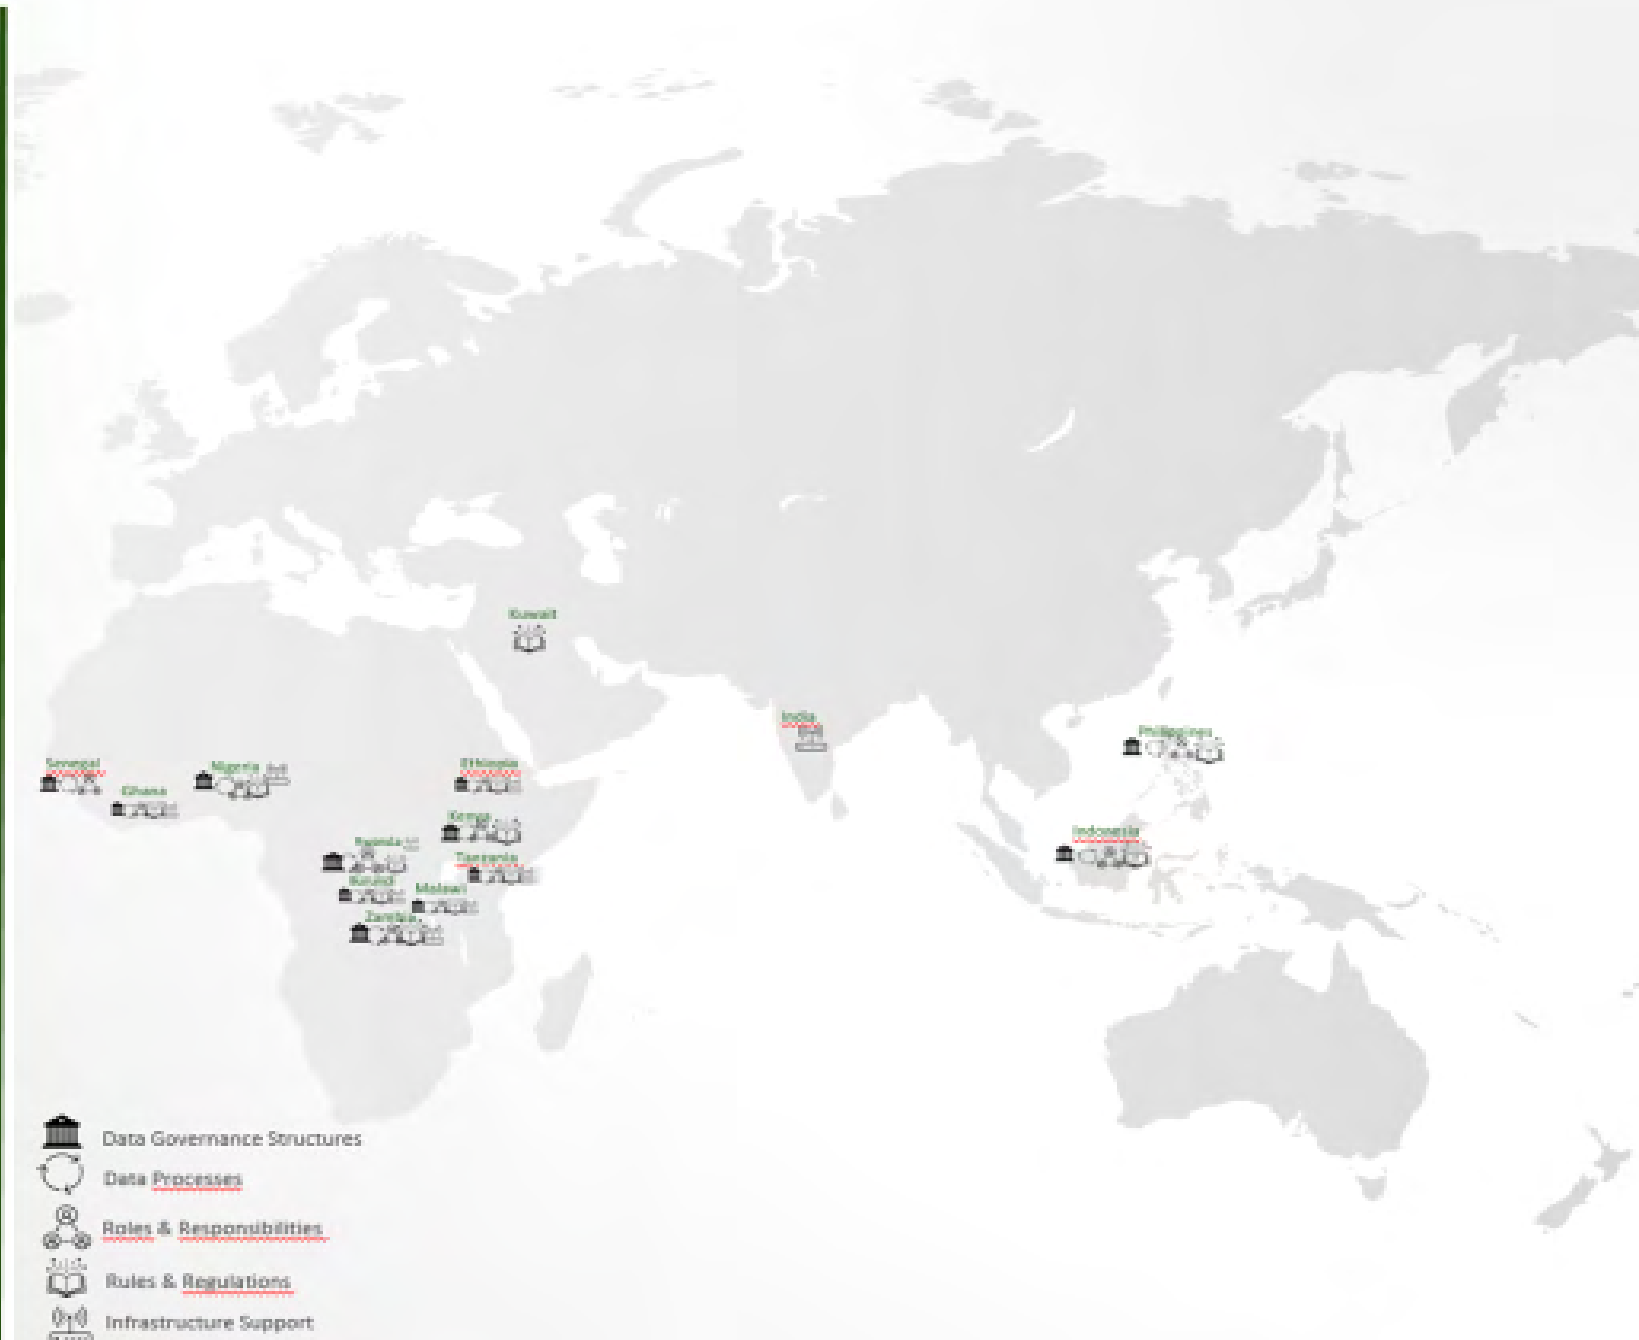 Kuwait
India
Philippines
Senegal
Nigeria
Ethiopia
Ghana
Kenya
Indonesia
Rwanda
Tanzania
Malawi
Zambia
Data Governance Structures
Data Processes
Roles & Responsibilities
Rules & Regulations
Infrastructure Support